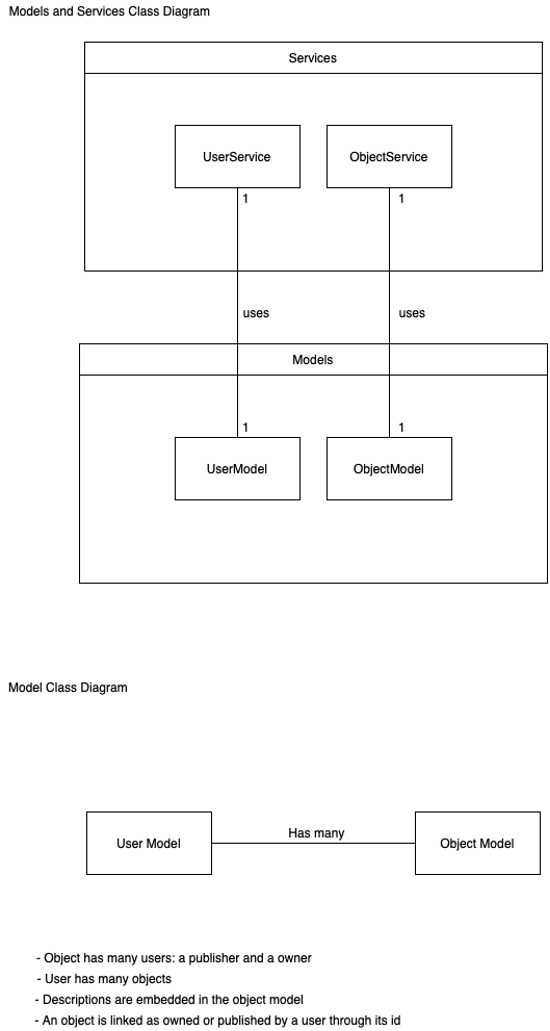 Models and Services Class Diagram
Services
UserService
ObjectService
1
1
uses
uses
Models
1
1
UserModel
ObjectModel
Model Class Diagram
User Model
Has many
Object Model
- Object has many users: a publisher and a owner
- User has many objects
- Descriptions are embedded in the object model
- An object is linked as owned or published by a user through its id